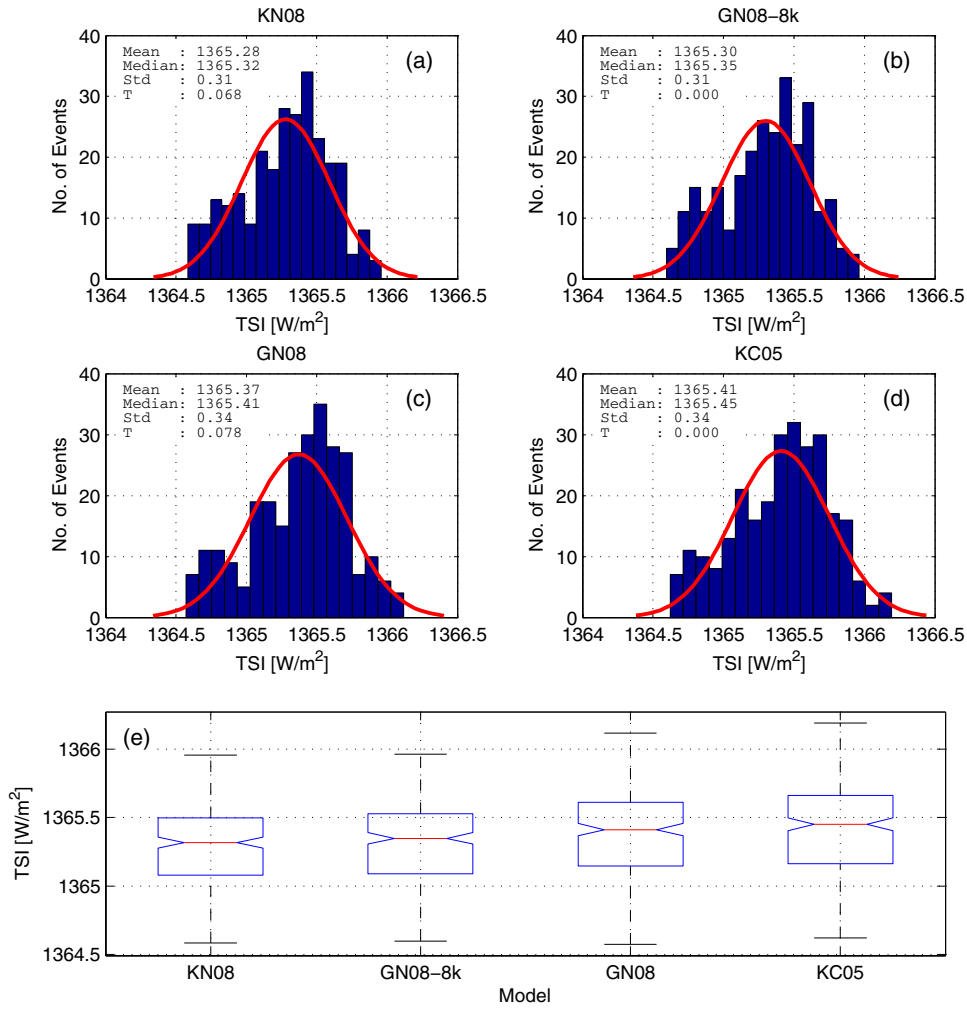 KN08
(a)
Mean : 1365.28
Median: 1365.32
Std : 0.31
T : 0.068
No. of Events
40
30
20
10
0
1364 1364.5 1365 1365.5 1366 1366.5
TSI [W/m²]
GN08−8k
(b)
Mean : 1365.30
Median: 1365.35
Std : 0.31
T : 0.000
No. of Events
40
30
20
10
0
1364 1364.5 1365 1365.5 1366 1366.5
TSI [W/m²]
GN08
(c)
Mean : 1365.37
Median: 1365.41
Std : 0.34
T : 0.078
No. of Events
40
30
20
10
0
1364 1364.5 1365 1365.5 1366 1366.5
TSI [W/m²]
KC05
(d)
Mean : 1365.41
Median: 1365.45
Std : 0.34
T : 0.000
No. of Events
40
30
20
10
0
1364 1364.5 1365 1365.5 1366 1366.5
TSI [W/m²]
(e)
TSI [W/m²]
1366
1365.5
1365
1364.5
KN08 GN08−8k GN08 KC05
Model